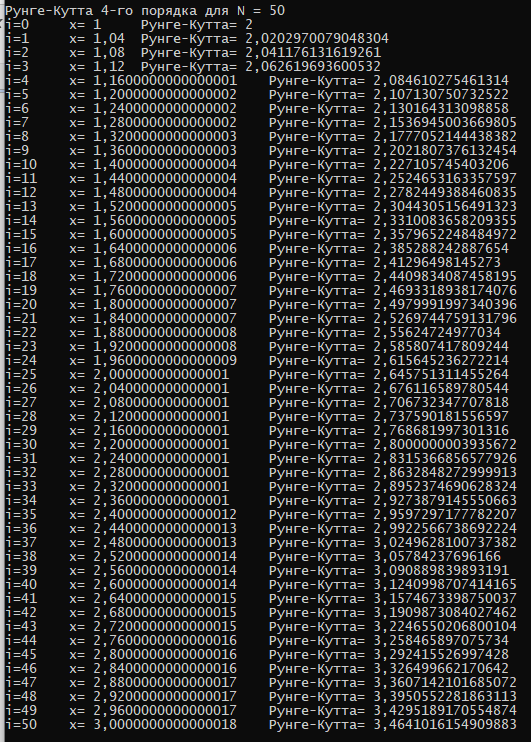 Рунге-Кутта 4-го порядка для N = 50
i=0 x= 1 Рунге-Кутта= 2
i=1 x= 1,04 Рунге-Кутта= 2,0202970079048304
i=2 x= 1,08 Рунге-Кутта= 2,041176131619261
i=3 x= 1,12 Рунге-Кутта= 2,062619693600532
i=4 x= 1,1600000000000001 Рунге-Кутта= 2,084610275461314
i=5 x= 1,2000000000000002 Рунге-Кутта= 2,107130750732522
i=6 x= 1,2400000000000002 Рунге-Кутта= 2,130164313098858
i=7 x= 1,2800000000000002 Рунге-Кутта= 2,1536945003669805
i=8 x= 1,3200000000000003 Рунге-Кутта= 2,1777052144438382
i=9 x= 1,3600000000000003 Рунге-Кутта= 2,2021807376132454
i=10 x= 1,4000000000000004 Рунге-Кутта= 2,227105745403206
i=11 x= 1,4400000000000004 Рунге-Кутта= 2,2524653163357597
i=12 x= 1,4800000000000004 Рунге-Кутта= 2,2782449388460835
i=13 x= 1,5200000000000005 Рунге-Кутта= 2,3044305156491323
i=14 x= 1,5600000000000005 Рунге-Кутта= 2,3310083658209355
i=15 x= 1,6000000000000005 Рунге-Кутта= 2,3579652248484972
i=16 x= 1,6400000000000006 Рунге-Кутта= 2,385288242887654
i=17 x= 1,6800000000000006 Рунге-Кутта= 2,41296498145273
i=18 x= 1,7200000000000006 Рунге-Кутта= 2,4409834087458195
i=19 x= 1,7600000000000007 Рунге-Кутта= 2,4693318938174076
i=20 x= 1,8000000000000007 Рунге-Кутта= 2,4979991997340396
i=21 x= 1,8400000000000007 Рунге-Кутта= 2,5269744759131796
i=22 x= 1,8800000000000008 Рунге-Кутта= 2,55624724977034
i=23 x= 1,9200000000000008 Рунге-Кутта= 2,585807417809244
i=24 x= 1,9600000000000009 Рунге-Кутта= 2,615645236272214
i=25 x= 2,000000000000001 Рунге-Кутта= 2,645751311455264
i=26 x= 2,040000000000001 Рунге-Кутта= 2,676116589780544
i=27 x= 2,080000000000001 Рунге-Кутта= 2,706732347707818
i=28 x= 2,120000000000001 Рунге-Кутта= 2,737590181556597
i=29 x= 2,160000000000001 Рунге-Кутта= 2,768681997301316
i=30 x= 2,200000000000001 Рунге-Кутта= 2,8000000003935672
i=31 x= 2,240000000000001 Рунге-Кутта= 2,8315366856577926
i=32 x= 2,280000000000001 Рунге-Кутта= 2,8632848272999913
i=33 x= 2,320000000000001 Рунге-Кутта= 2,8952374690628324
i=34 x= 2,360000000000001 Рунге-Кутта= 2,9273879145550663
i=35 x= 2,4000000000000012 Рунге-Кутта= 2,9597297177782207
i=36 x= 2,4400000000000013 Рунге-Кутта= 2,9922566738692224
i=37 x= 2,4800000000000013 Рунге-Кутта= 3,0249628100737382
i=38 x= 2,5200000000000014 Рунге-Кутта= 3,05784237696166
i=39 x= 2,5600000000000014 Рунге-Кутта= 3,090889839893191
i=40 x= 2,6000000000000014 Рунге-Кутта= 3,1240998707414165
i=41 x= 2,6400000000000015 Рунге-Кутта= 3,1574673398750037
i=42 x= 2,6800000000000015 Рунге-Кутта= 3,1909873084027462
i=43 x= 2,7200000000000015 Рунге-Кутта= 3,2246550206800104
i=44 x= 2,7600000000000016 Рунге-Кутта= 3,258465897075734
i=45 x= 2,8000000000000016 Рунге-Кутта= 3,292415526997428
i=46 x= 2,8400000000000016 Рунге-Кутта= 3,326499662170642
i=47 x= 2,8800000000000017 Рунге-Кутта= 3,3607142101685072
i=48 x= 2,9200000000000017 Рунге-Кутта= 3,3950552281863113
i=49 x= 2,9600000000000017 Рунге-Кутта= 3,4295189170554874
i=50 x= 3,0000000000000018 Рунге-Кутта= 3,4641016154909883